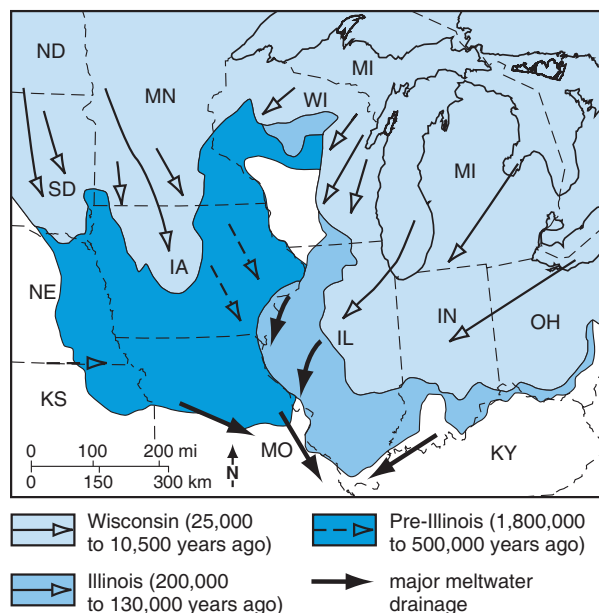 ND
MN
MI
WI
SD
MI
IA
NE
IL
IN
OH
KS
MO
KY
0 100 200 mi
0 150 300 km
N
Wisconsin (25,000
to 10,500 years ago)
Pre-Illinois (1,800,000
to 500,000 years ago)
Illinois (200,000
to 130,000 years ago)
major meltwater
drainage